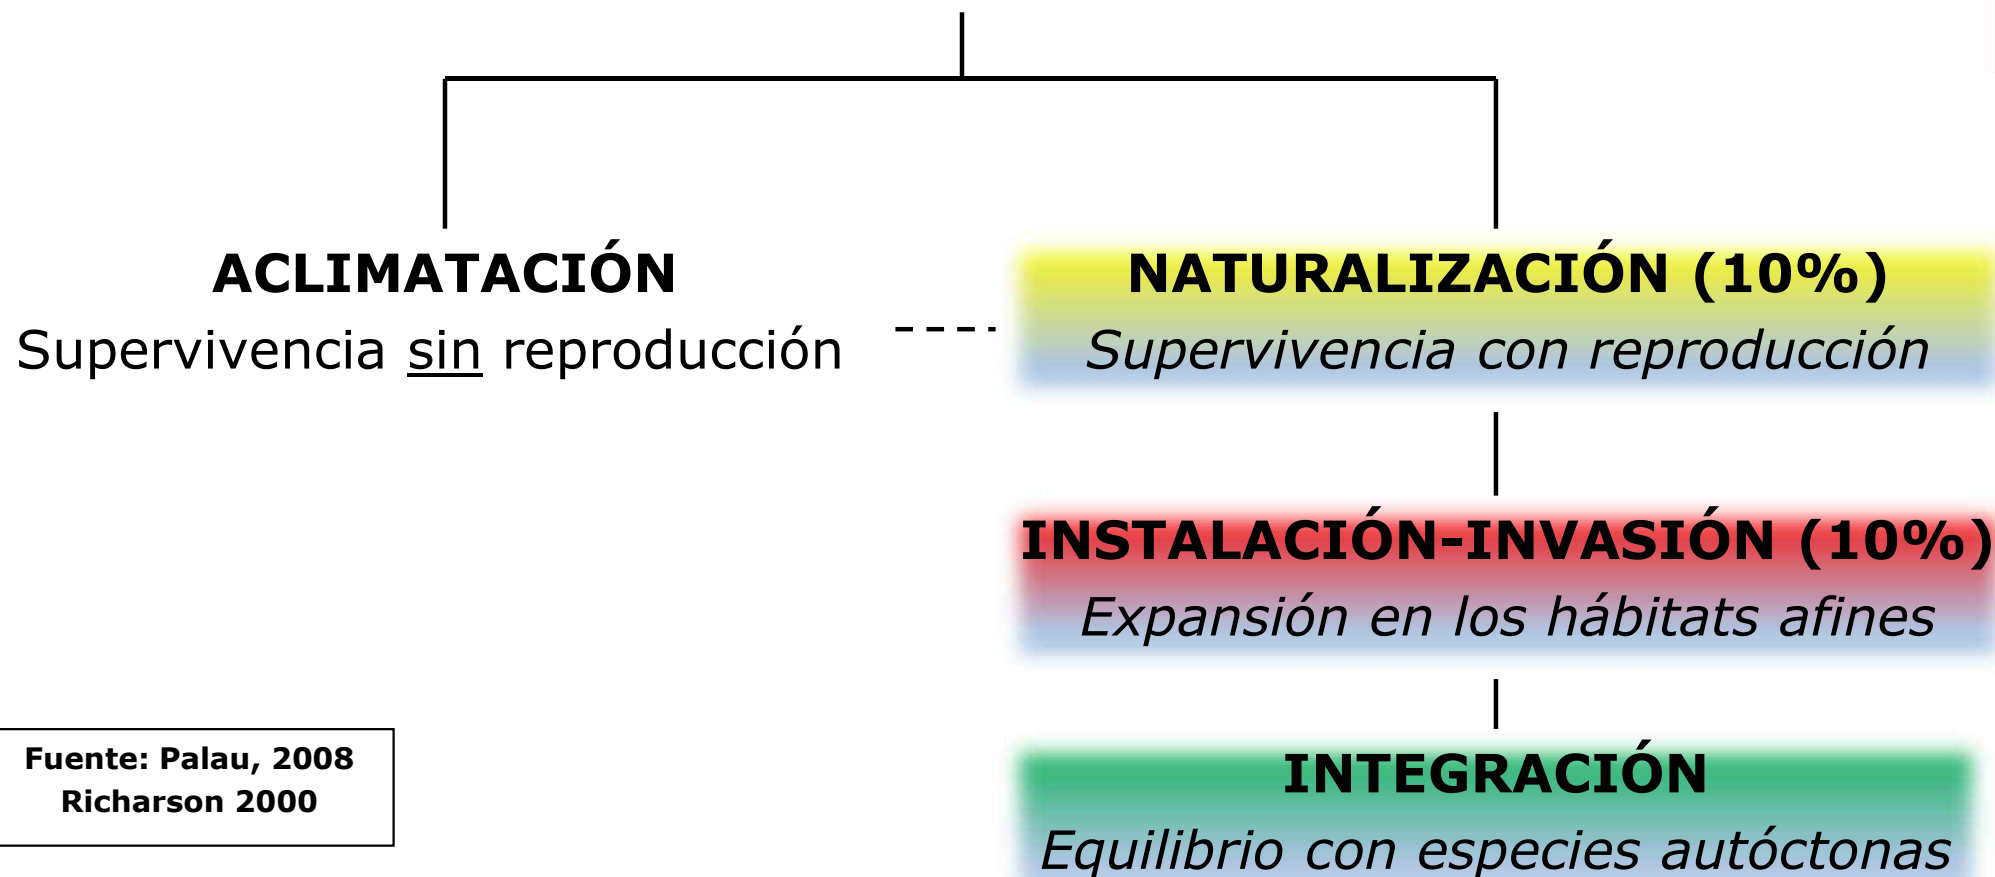 ACLIMATACIÓN
Supervivencia sin reproducción
NATURALIZACIÓN (10%)
Supervivencia con reproducción
INSTALACIÓN-INVASIÓN (10%)
Expansión en los hábitats afines
INTEGRACIÓN
Equilibrio con especies autóctonas
Fuente: Palau, 2008
Richarson 2000